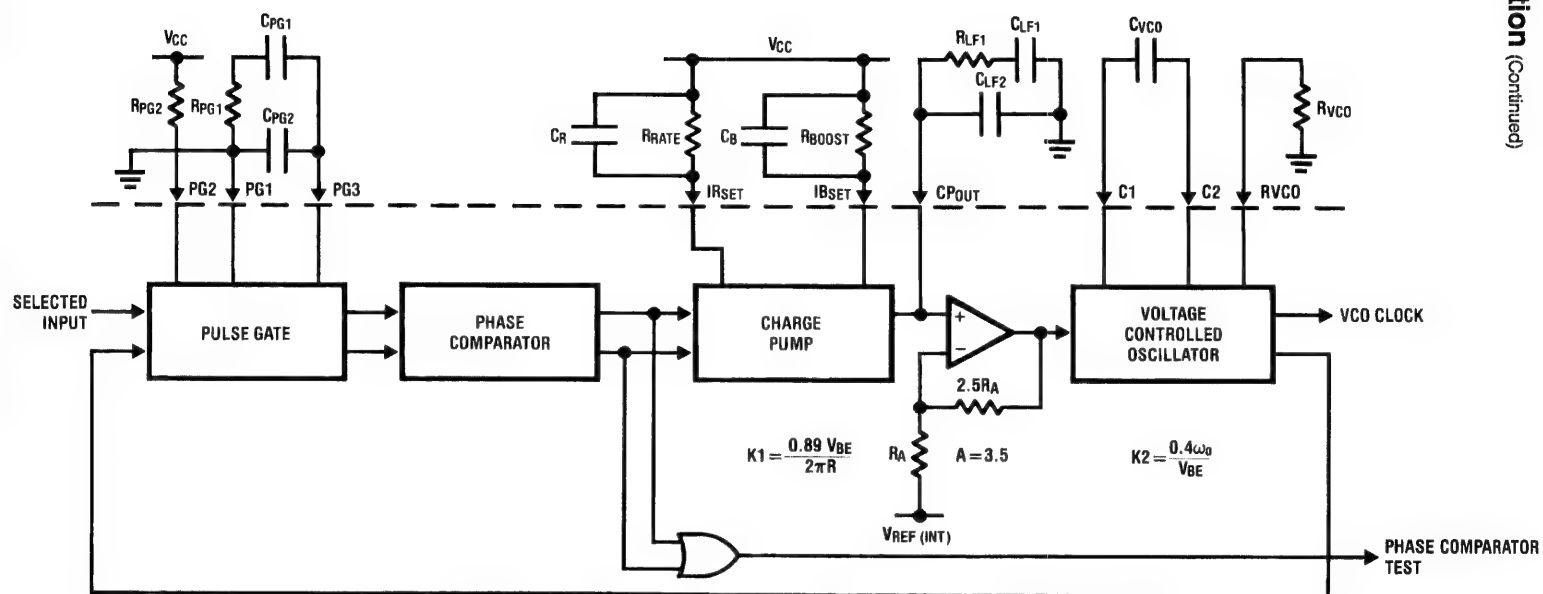 tion (Continued)
CPG1
VCC
RPG2
RPG1
CPG2
PG2
PG1
PG3
VCC
CR
RRATE
CB
RBOOST
IRSET
IBSET
RLF1
CLF1
CLF2
CPOUT
CVCO
C1
C2
RVCO
RVCO
SELECTED
INPUT
PULSE GATE
PHASE
COMPARATOR
CHARGE
PUMP
+
−
2.5RA
RA
A=3.5
VREF (INT)
VOLTAGE
CONTROLLED
OSCILLATOR
VCO CLOCK
K1=0.89 VBE/2πR
K2=0.4ω0/VBE
PHASE COMPARATOR
TEST